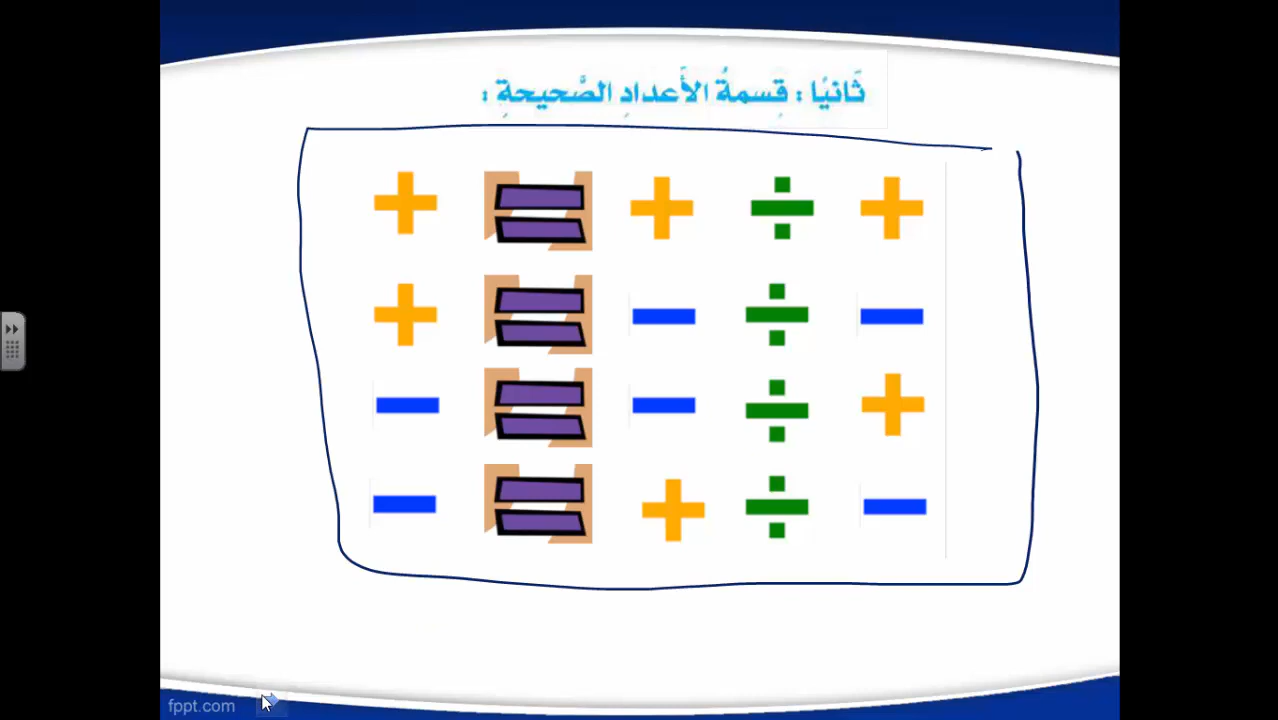 ثَانيًا : قِسمةُ الأَعدادِ الصَّحيحةِ :
+ ÷ + = +
- ÷ - = +
+ ÷ - = -
- ÷ + = -
fppt.com